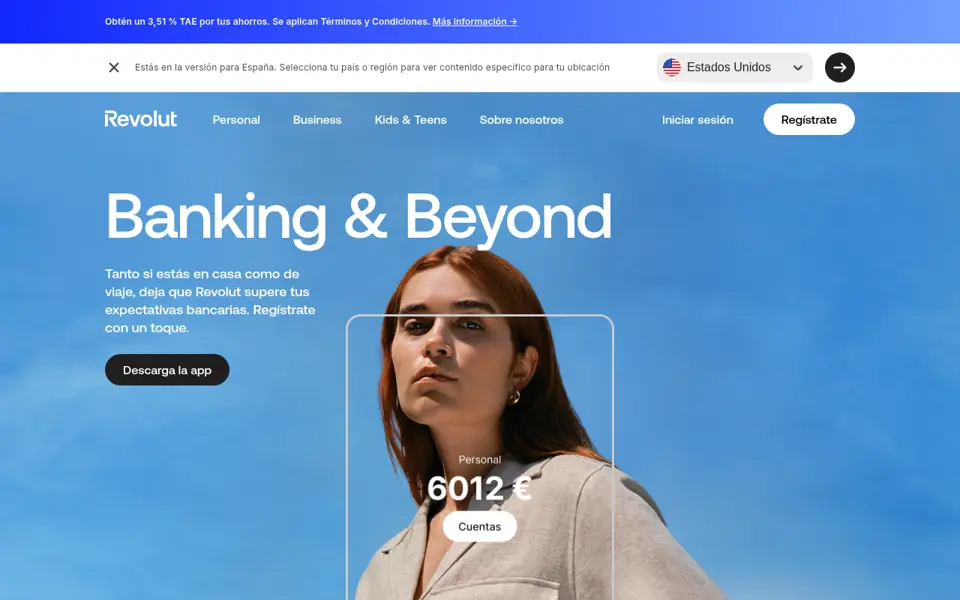 Obtén un 3,51 % TAE por tus ahorros. Se aplican Términos y Condiciones. Más información →
Estás en la versión para España. Selecciona tu país o región para ver contenido específico para tu ubicación
Estados Unidos
Revolut
Personal
Business
Kids & Teens
Sobre nosotros
Iniciar sesión
Regístrate
Banking & Beyond
Tanto si estás en casa como de
viaje, deja que Revolut supere tus
expectativas bancarias. Regístrate
con un toque.
Descarga la app
Personal
6012 €
Cuentas